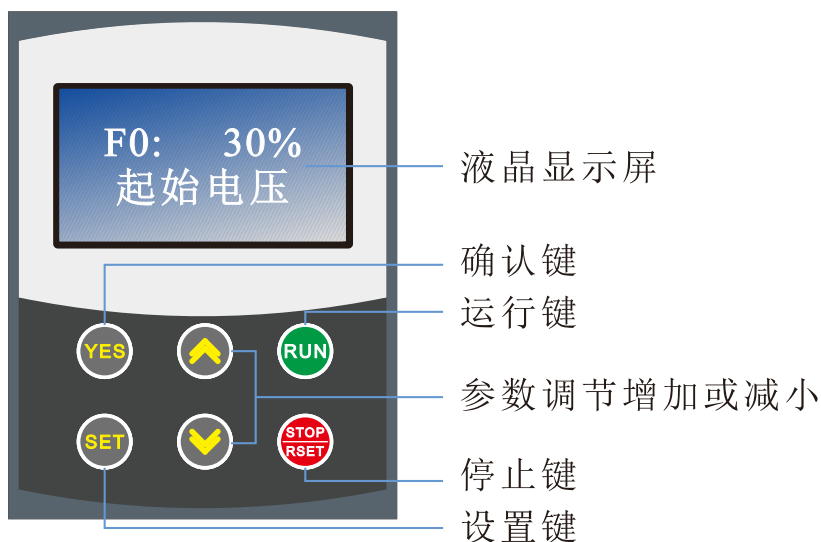 F0: 30%
起始电压
液晶显示屏
确认键
运行键
YES
RUN
参数调节增加或减小
SET
STOP
RSET
停止键
设置键